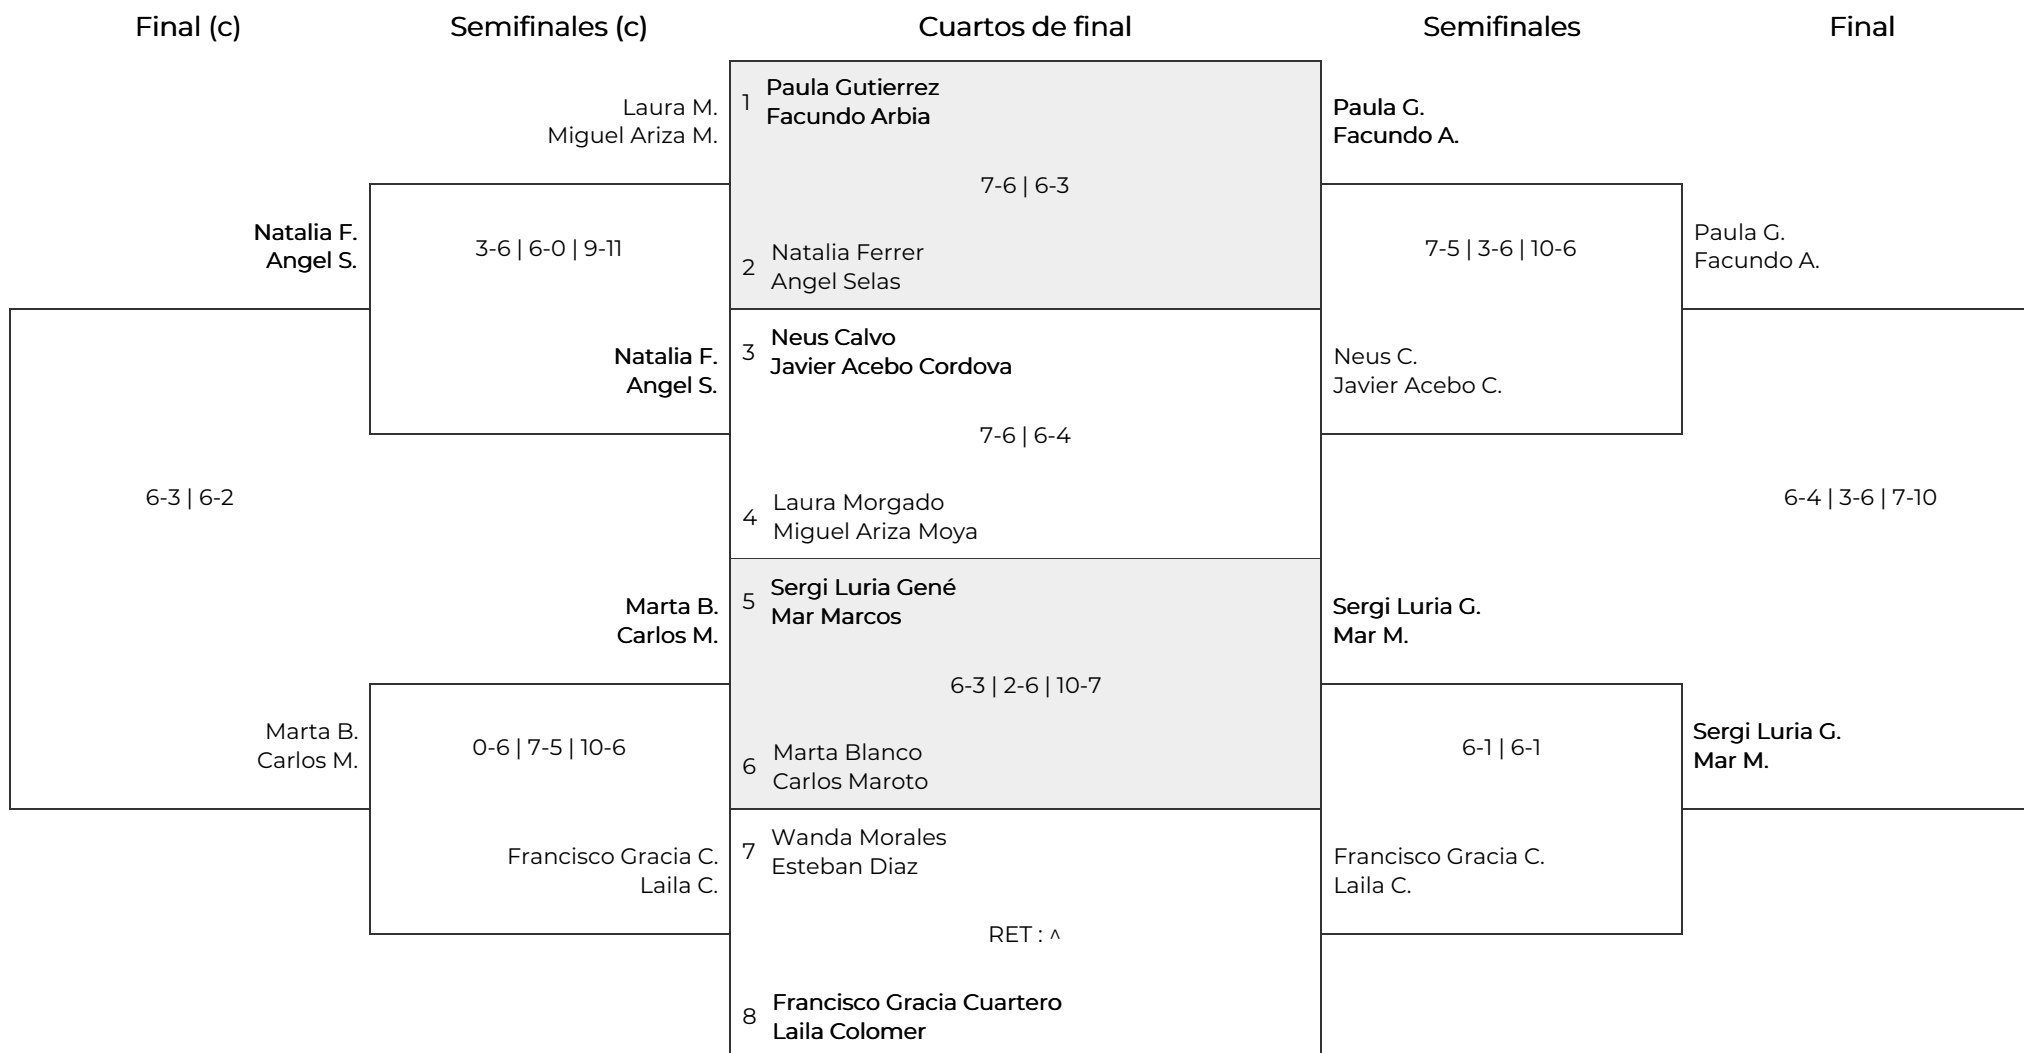 Final (c)
Semifinales (c)
Cuartos de final
Semifinales
Final
Laura M.
Miguel Ariza M.
Natalia F.
Angel S.
3-6 | 6-0 | 9-11
Natalia F.
Angel S.
6-3 | 6-2
Marta B.
Carlos M.
Marta B.
Carlos M.
0-6 | 7-5 | 10-6
Francisco Gracia C.
Laila C.
1 Paula Gutierrez
Facundo Arbia
7-6 | 6-3
2 Natalia Ferrer
Angel Selas
3 Neus Calvo
Javier Acebo Cordova
7-6 | 6-4
4 Laura Morgado
Miguel Ariza Moya
5 Sergi Luria Gené
Mar Marcos
6-3 | 2-6 | 10-7
6 Marta Blanco
Carlos Maroto
7 Wanda Morales
Esteban Diaz
RET : ^
8 Francisco Gracia Cuartero
Laila Colomer
Paula G.
Facundo A.
7-5 | 3-6 | 10-6
Neus C.
Javier Acebo C.
Sergi Luria G.
Mar M.
6-1 | 6-1
Francisco Gracia C.
Laila C.
Paula G.
Facundo A.
6-4 | 3-6 | 7-10
Sergi Luria G.
Mar M.